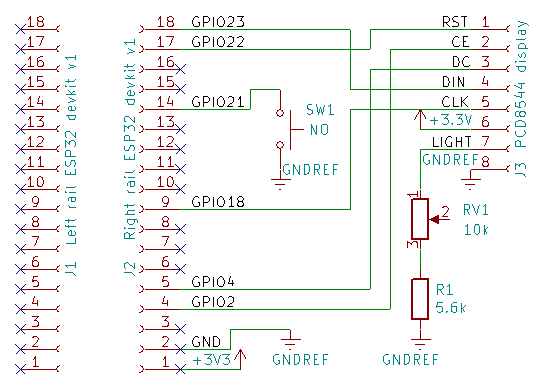 18
17
16
15
14
13
12
11
10
9
8
7
6
5
4
3
2
1
J1
Left rail ESP32 devkit v1
J2
Right rail ESP32 devkit v1
18 GPIO23
17 GPIO22
16
15
14 GPIO21
13
12
11
10
9 GPIO18
8
7
6
5 GPIO4
4 GPIO2
3
2 GND
1 +3V3
GNDREF
SW1
NO
GNDREF
RST 1
CE 2
DC 3
DIN 4
CLK 5
+3.3V 6
LIGHT 7
GNDREF 8
J3
PCD8544 display
1
2
3
RV1
10k
R1
5.6k
GNDREF